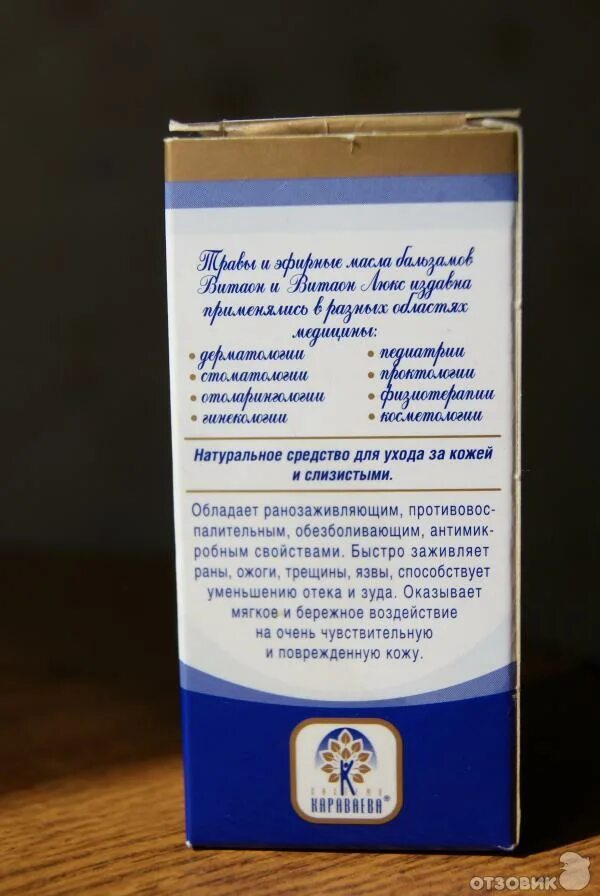 Травы и эфирные масла бальзамов
Витаон и Витаон Люкс издавна
применялись в разных областях
медицины:
• дерматологии
• стоматологии
• отоларингологии
• гинекологии
• педиатрии
• проктологии
• физиотерапии
• косметологии
Натуральное средство для ухода за кожей
и слизистыми.
Обладает ранозаживляющим, противовос-
палительным, обезболивающим, антимик-
робным свойствами. Быстро заживляет
раны, ожоги, трещины, язвы, способствует
уменьшению отека и зуда. Оказывает
мягкое и бережное воздействие
на очень чувствительную
и поврежденную кожу.
КАРАВАЕВА®
ОТЗОВИК